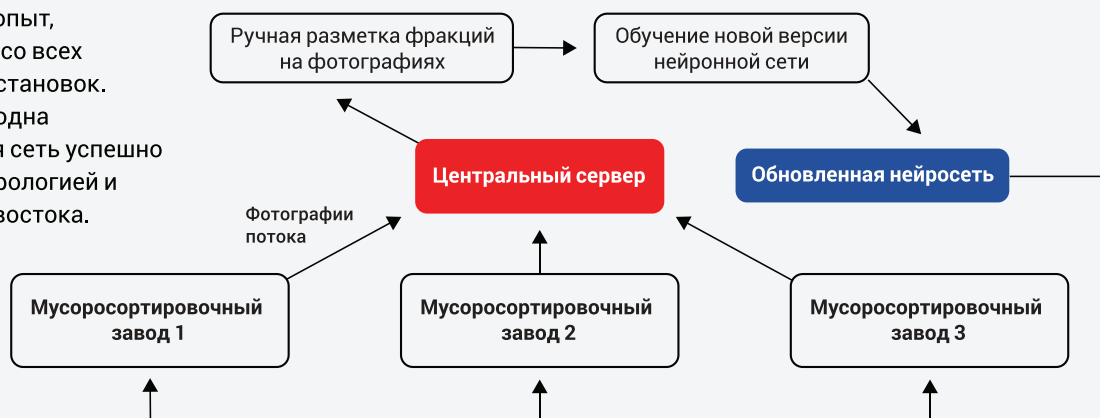 опыт,
со всех
становок.
одна
я сеть успешно
рологией и
востока.
Ручная разметка фракций
на фотографиях
Обучение новой версии
нейронной сети
Центральный сервер
Обновленная нейросеть
Фотографии
потока
Мусоросортировочный
завод 1
Мусоросортировочный
завод 2
Мусоросортировочный
завод 3